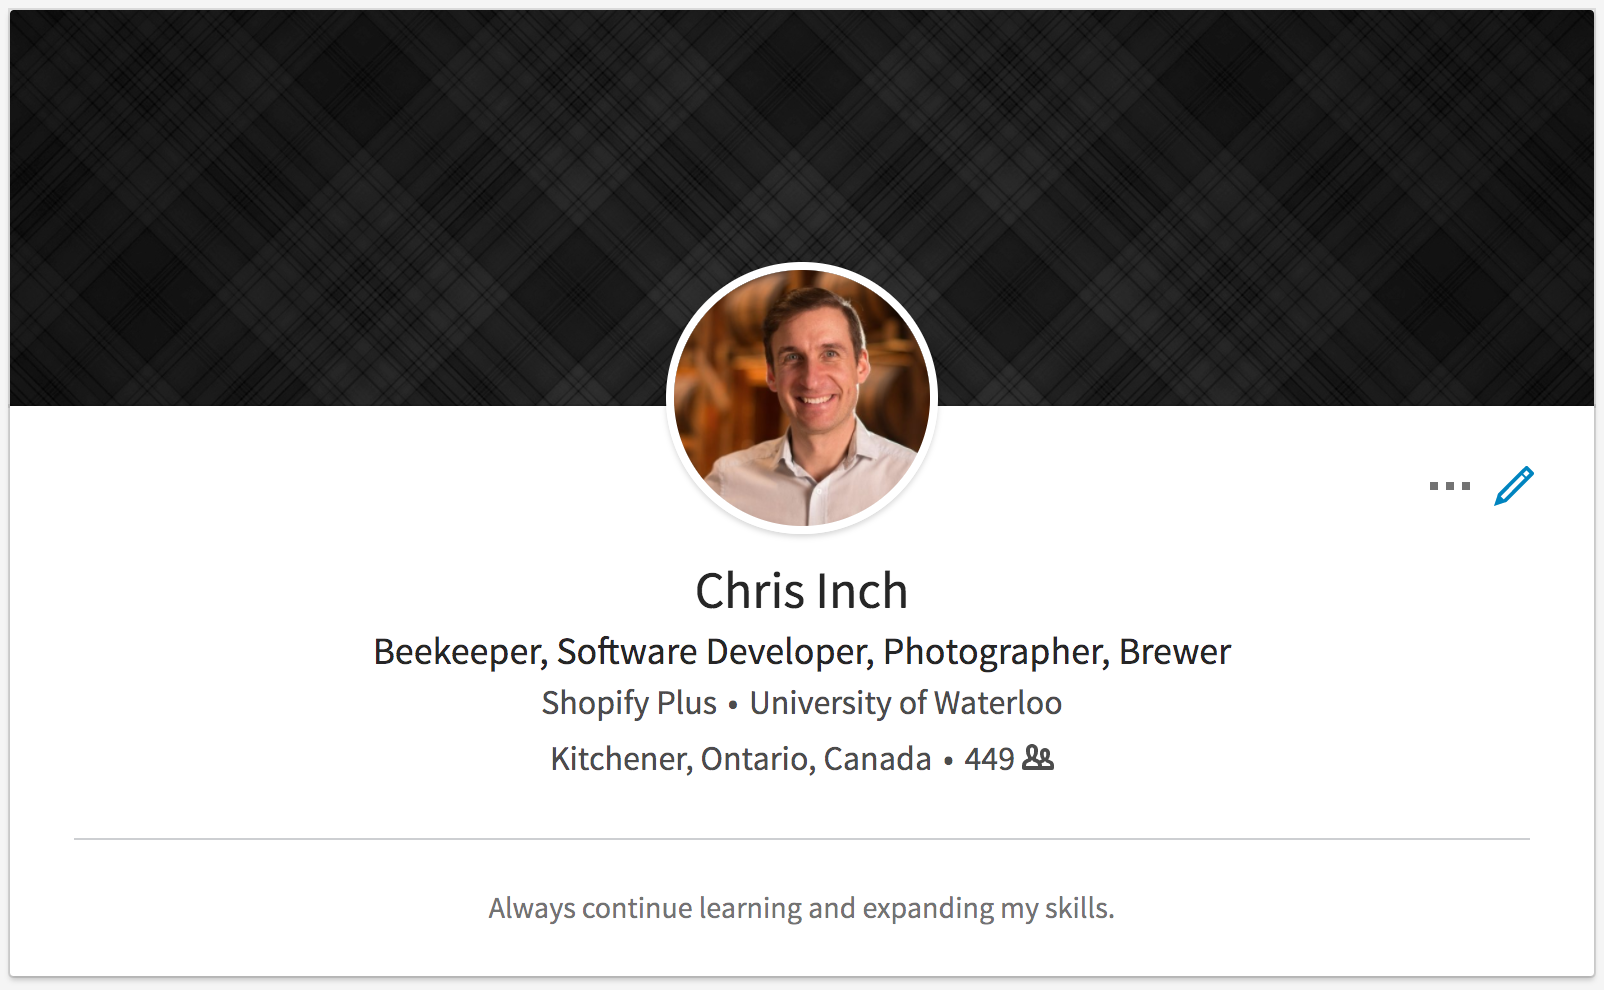 Chris Inch
Beekeeper, Software Developer, Photographer, Brewer
Shopify Plus • University of Waterloo
Kitchener, Ontario, Canada • 449
Always continue learning and expanding my skills.